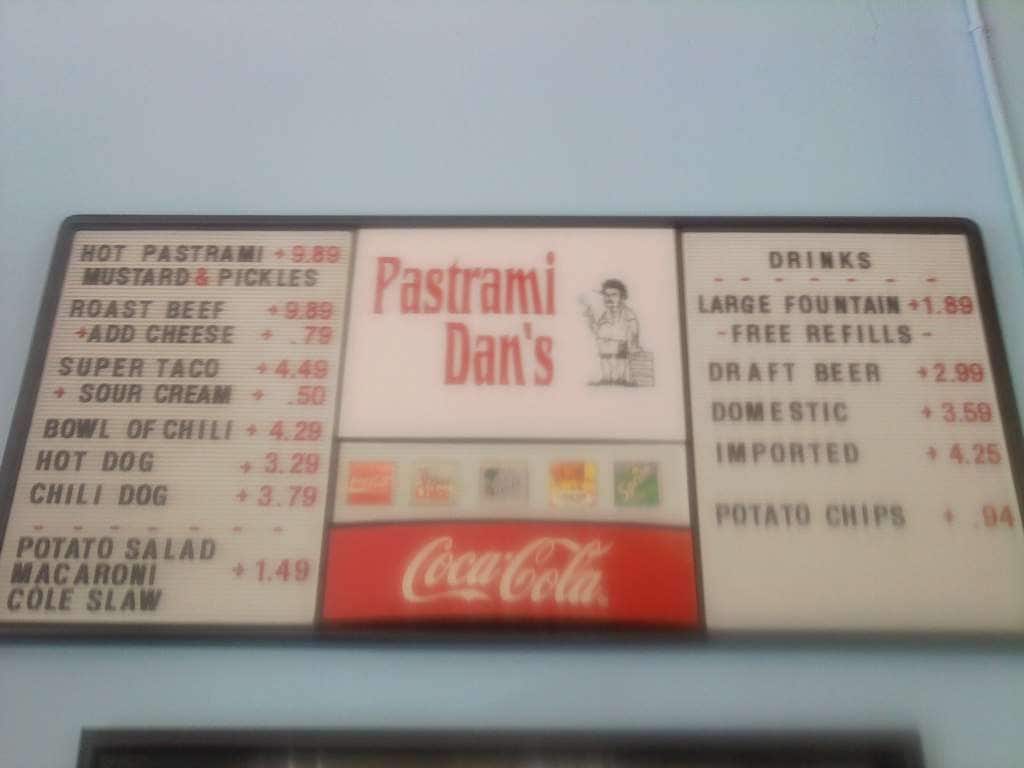 HOT PASTRAMI + 9.89
MUSTARD & PICKLES
ROAST BEEF + 9.89
+ADD CHEESE + .79
SUPER TACO + 4.49
+ SOUR CREAM + .50
BOWL OF CHILI + 4.29
HOT DOG + 3.29
CHILI DOG + 3.79
- - - - - - -
POTATO SALAD
MACARONI + 1.49
COLE SLAW
Pastrami
Dan's
Coca-Cola
DRINKS
- - - - - - - -
LARGE FOUNTAIN +1.89
-FREE REFILLS -
DRAFT BEER +2.99
DOMESTIC + 3.59
IMPORTED + 4.25
POTATO CHIPS + .94